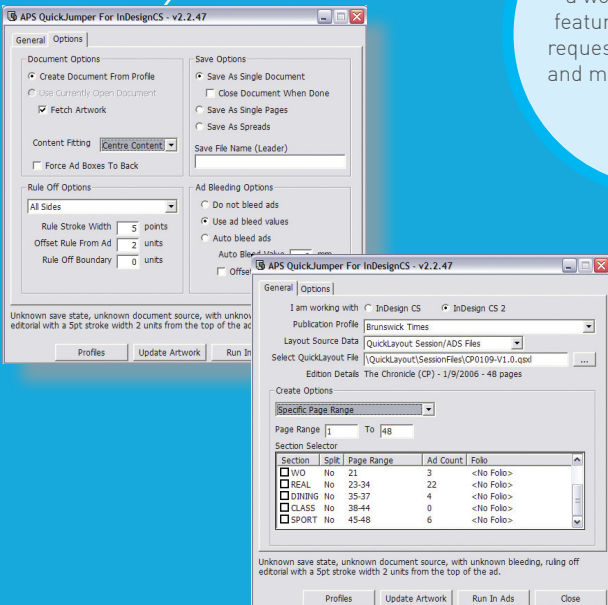 a wo
featur
reques
and m
APS QuickJumper For InDesignCS - v2.2.47
General Options
Document Options
Create Document From Profile
Use Currently Open Document
Fetch Artwork
Content Fitting Centre Content
Force Ad Boxes To Back
Save Options
Save As Single Document
Close Document When Done
Save As Single Pages
Save As Spreads
Save File Name (Leader)
Rule Off Options
All Sides
Rule Stroke Width 5 points
Offset Rule From Ad 2 units
Rule Off Boundary 0 units
Ad Bleeding Options
Do not bleed ads
Use ad bleed values
Auto bleed ads
Auto Bleed Value mm
Offset
Unknown save state, unknown document source, with unknow
editorial with a 5pt stroke width 2 units from the top of the ad
Profiles Update Artwork Run In
APS QuickJumper For InDesignCS - v2.2.47
General Options
I am working with InDesign CS InDesign CS 2
Publication Profile Brunswick Times
Layout Source Data QuickLayout Session/ADS Files
Select QuickLayout File \QuickLayout\SessionFiles\CP0109-V1.0.qsxl ...
Edition Details The Chronicle (CP) - 1/9/2006 - 48 pages
Create Options
Specific Page Range
Page Range 1 To 48
Section Selector
Section Split Page Range Ad Count Folio
WO No 21 3 <No Folio>
REAL No 23-34 22 <No Folio>
DINING No 35-37 4 <No Folio>
CLASS No 38-44 0 <No Folio>
SPORT No 45-48 6 <No Folio>
Unknown save state, unknown document source, with unknown bleeding, ruling off
editorial with a 5pt stroke width 2 units from the top of the ad.
Profiles Update Artwork Run In Ads Close